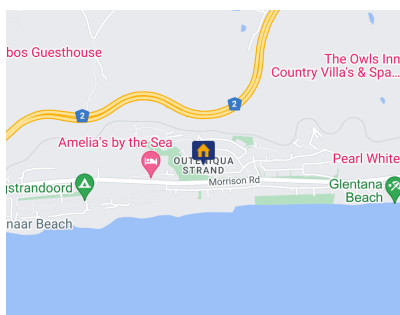 bos Guesthouse
The Owls Inn
Country Villa's & Spa...
2
2
Amelia's by the Sea
OUTENIQUA
STRAND
Pearl White
Morrison Rd
gstrandoord
Glentana
Beach
naar Beach